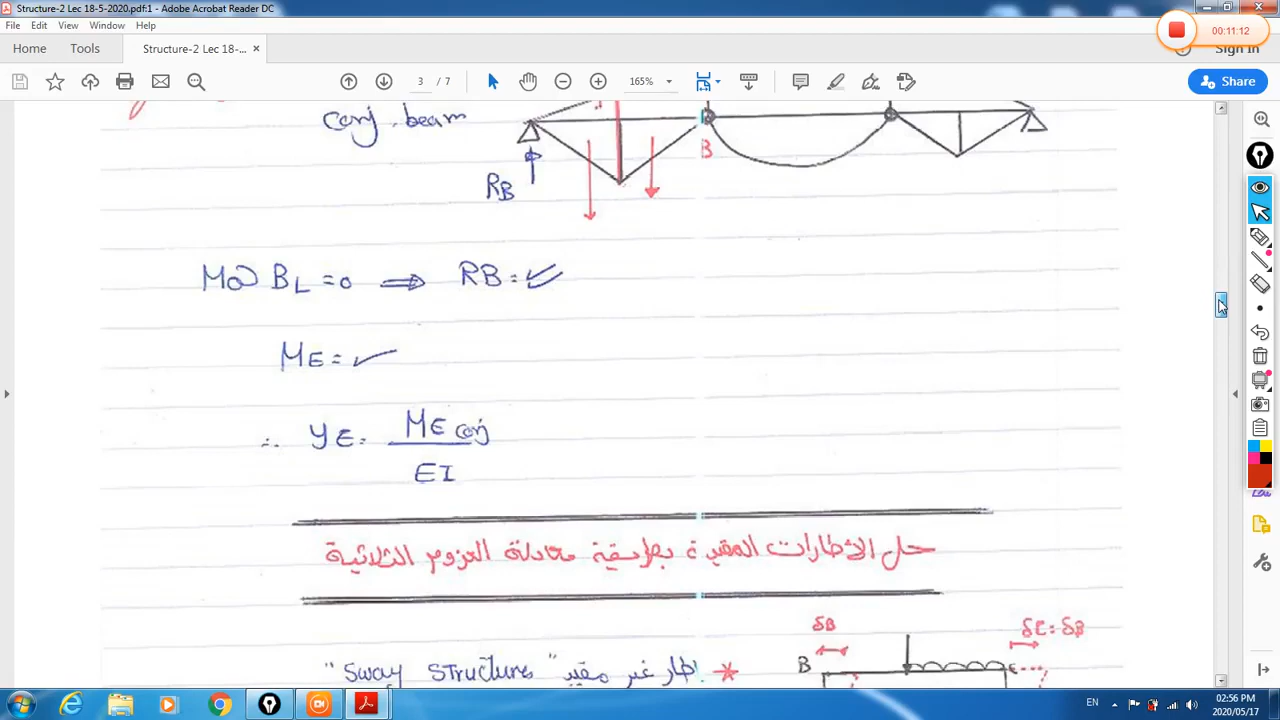 Structure-2 Lec 18-5-2020.pdf:1 - Adobe Acrobat Reader DC
File Edit View Window Help
00:11:12
Home Tools Structure-2 Lec 18-... × Sign In
3 / 7 165% Share
conj. beam
B
RB
M@ BL = 0 ⟹ RB = ✓
ME = ✓
∴ yE = ME conj
EI
حل الأطارات المقيدة بطريقة معادلة العزوم الثلاثية
δB δC = δB
B C
* إطار غير مقيد "Sway Structure"
EN 02:56 PM
2020/05/17